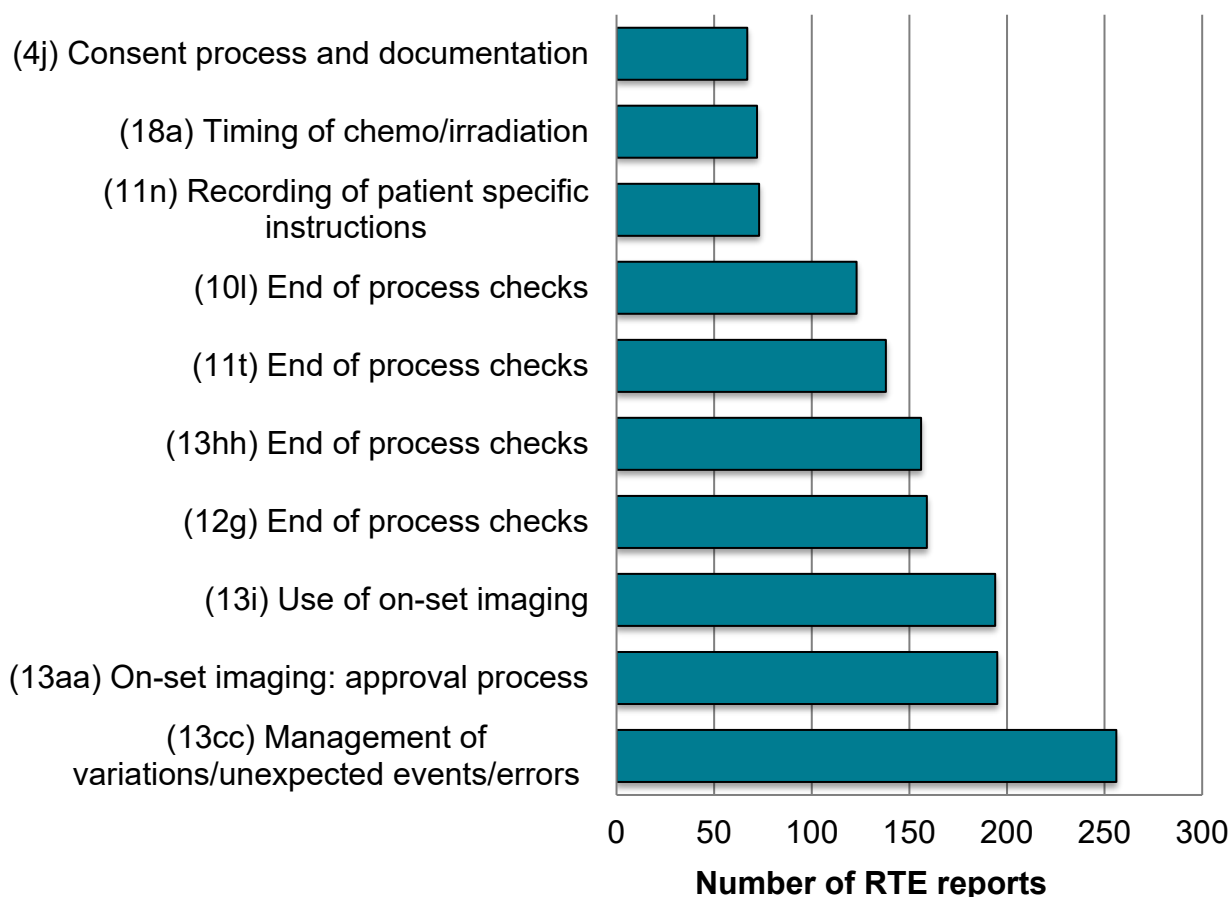 (4j) Consent process and documentation
(18a) Timing of chemo/irradiation
(11n) Recording of patient specific
instructions
(10l) End of process checks
(11t) End of process checks
(13hh) End of process checks
(12g) End of process checks
(13i) Use of on-set imaging
(13aa) On-set imaging: approval process
(13cc) Management of
variations/unexpected events/errors
0 50 100 150 200 250 300
Number of RTE reports